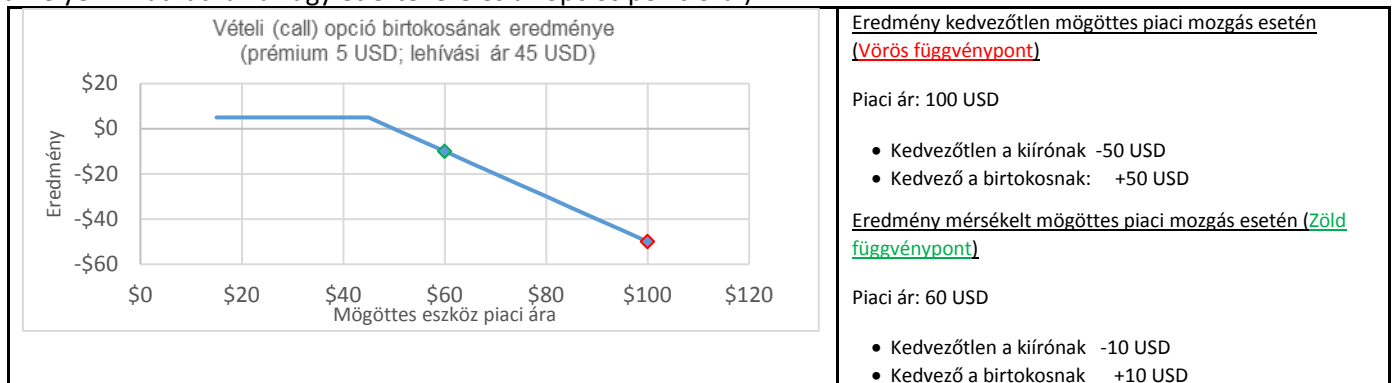 Vételi (call) opció birtokosának eredménye
(prémium 5 USD; lehívási ár 45 USD)
$20
$0
-$20
-$40
-$60
Eredmény
$0 $20 $40 $60 $80 $100 $120
Mögöttes eszköz piaci ára
Eredmény kedvezőtlen mögöttes piaci mozgás esetén
(Vörös függvénypont)
Piaci ár: 100 USD
• Kedvezőtlen a kiírónak -50 USD
• Kedvező a birtokosnak: +50 USD
Eredmény mérsékelt mögöttes piaci mozgás esetén (Zöld
függvénypont)
Piaci ár: 60 USD
• Kedvezőtlen a kiírónak -10 USD
• Kedvező a birtokosnak +10 USD